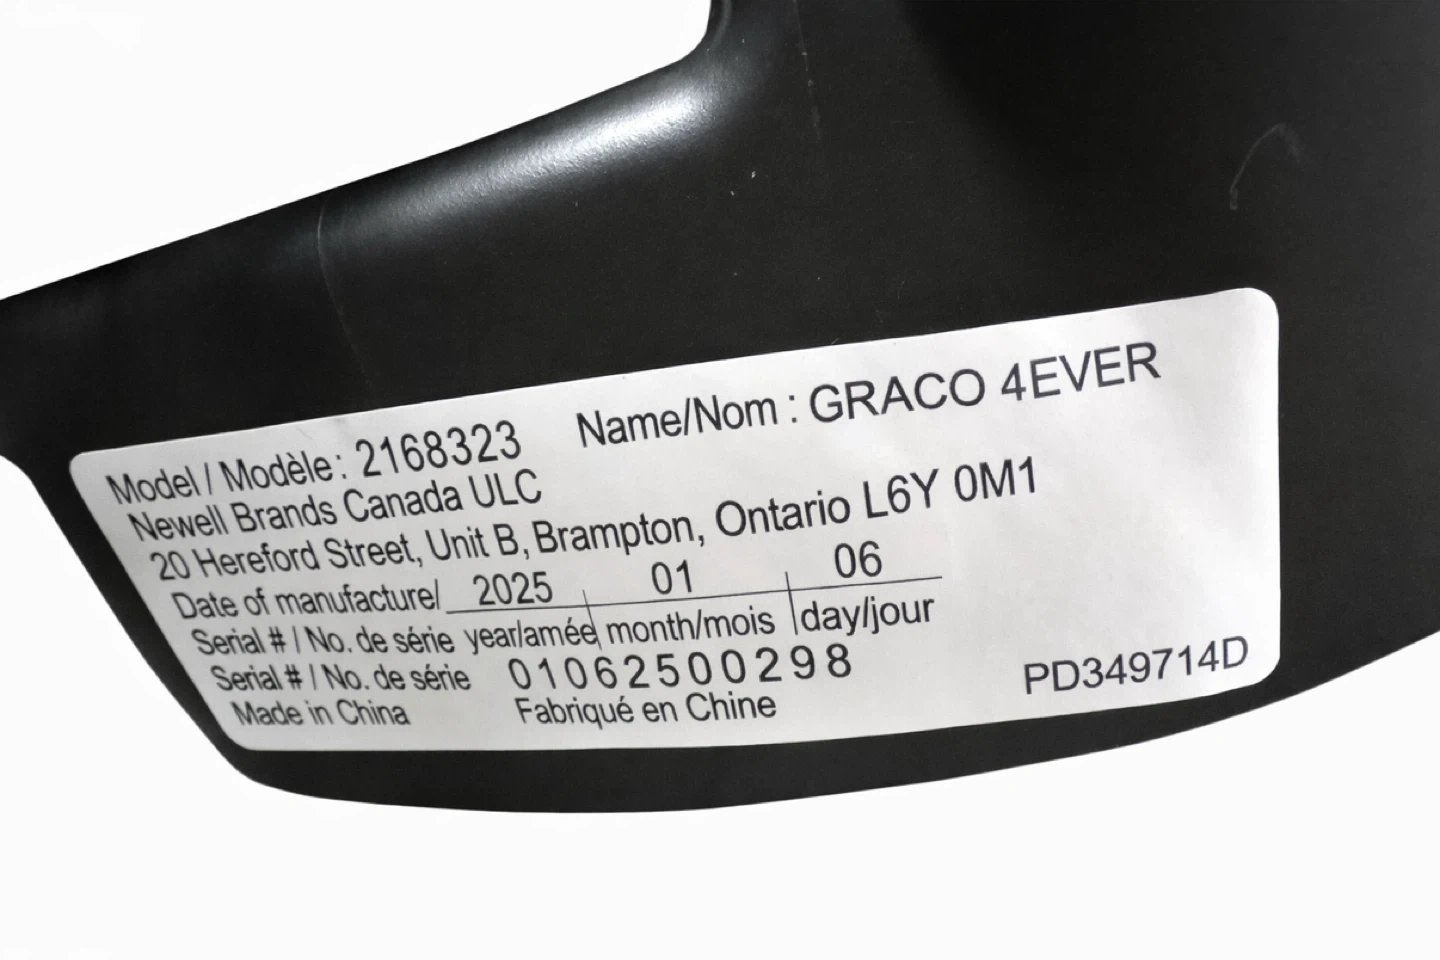 Model / Modèle : 2168323 Name/Nom : GRACO 4EVER
Newell Brands Canada ULC
20 Hereford Street, Unit B, Brampton, Ontario L6Y 0M1
Date of manufacture/ 2025 01 06
Serial # / No. de série year/amée month/mois day/jour
Serial # / No. de série 01062500298
Made in China Fabriqué en Chine
PD349714D